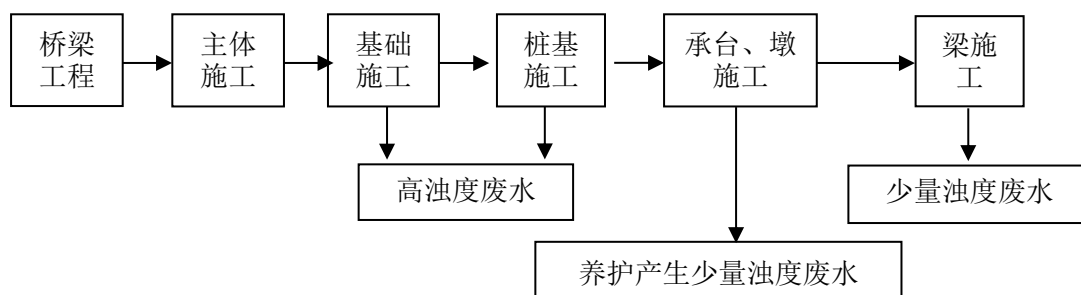 桥梁
工程
主体
施工
基础
施工
桩基
施工
承台、墩
施工
梁施
工
高浊度废水
少量浊度废水
养护产生少量浊度废水